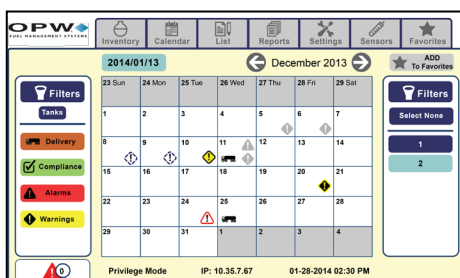 OPW
FUEL MANAGEMENT SYSTEMS
Inventory Calendar List Reports Settings Sensors Favorites
2014/01/13
December 2013
ADD
To Favorites
Filters
Tanks
Delivery
Compliance
Alarms
Warnings
23 Sun 24 Mon 25 Tue 26 Wed 27 Thu 28 Fri 29 Sat
1 2 3 4 5 6 7
8 9 10 11 12 13 14
15 16 17 18 19 20 21
22 23 24 25 26 27 28
29 30 31 1 2 3 4
Filters
Select None
1
2
0
Privilege Mode IP: 10.35.7.67 01-28-2014 02:30 PM